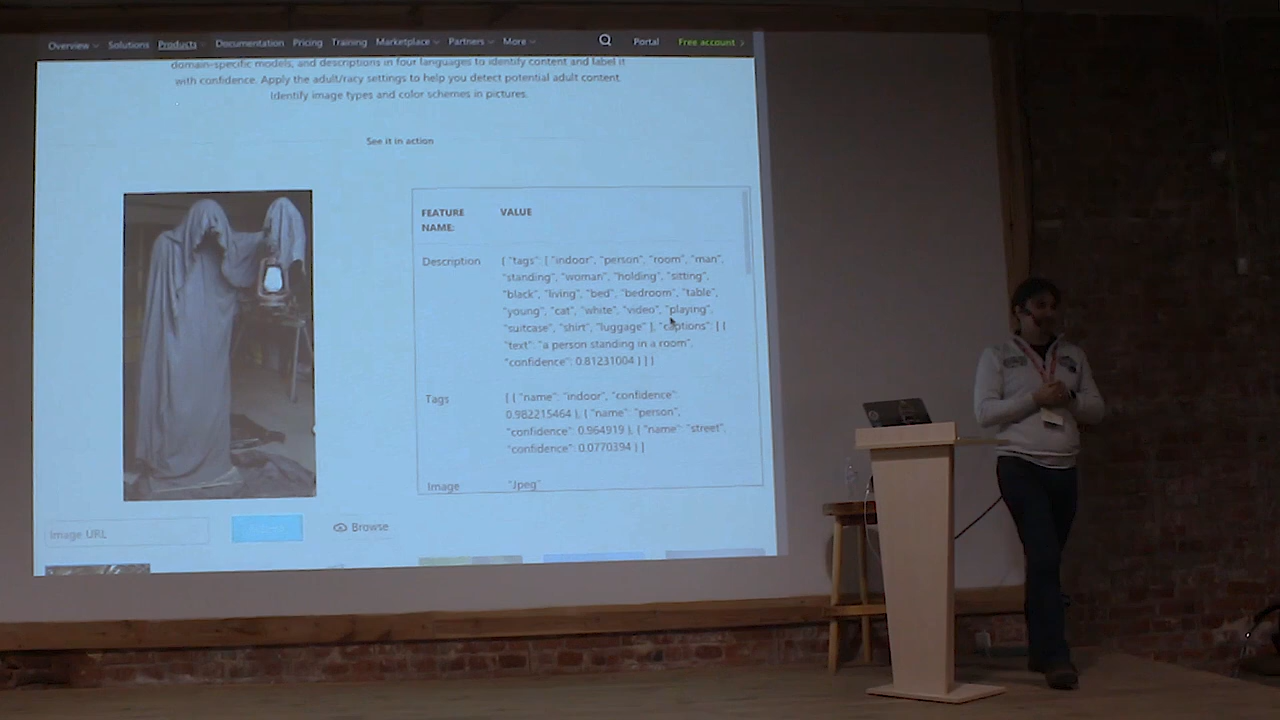 Overview Solutions Products Documentation Pricing Training Marketplace Partners More Portal Free account >
domain-specific models, and descriptions in four languages to identify content and label it
with confidence. Apply the adult/racy settings to help you detect potential adult content.
Identify image types and color schemes in pictures.
See it in action
FEATURE NAME:
VALUE
Description
{ "tags": [ "indoor", "person", "room", "man",
"standing", "woman", "holding", "sitting",
"black", "living", "bed", "bedroom", "table",
"young", "cat", "white", "video", "playing",
"suitcase", "shirt", "luggage" ], "captions": [ {
"text": "a person standing in a room",
"confidence": 0.81231004 } ] }
Tags
[ { "name": "indoor", "confidence":
0.982215464 }, { "name": "person",
"confidence": 0.964919 }, { "name": "street",
"confidence": 0.0770394 } ]
Image
"Jpeg"
Image URL
Browse